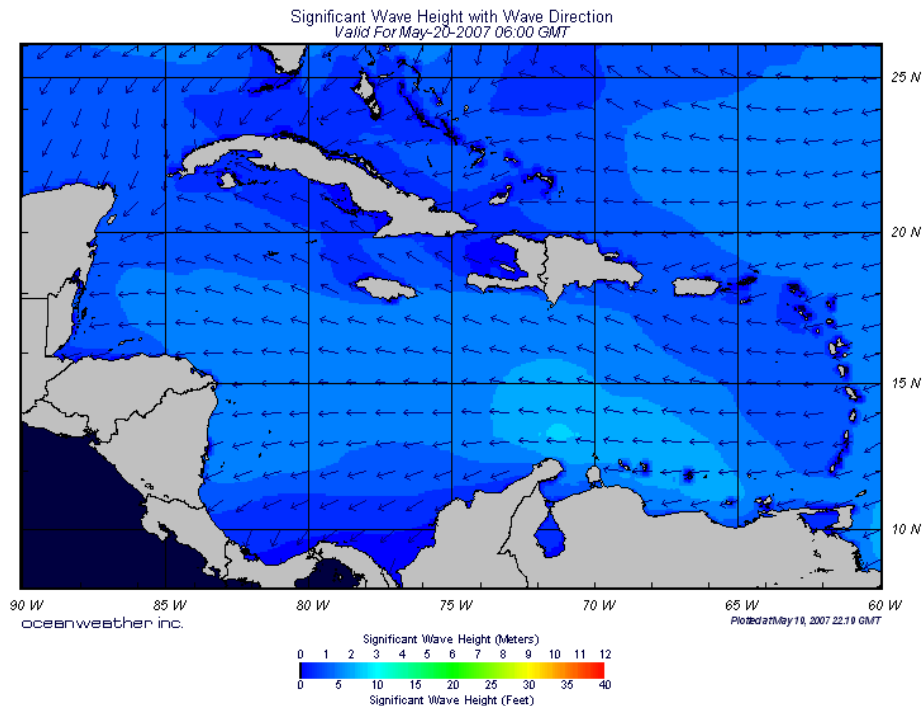 Significant Wave Height with Wave Direction
Valid For May-20-2007 06:00 GMT
25 N
20 N
15 N
10 N
90 W 85 W 80 W 75 W 70 W 65 W 60 W
oceanweather inc. Plotted at May 19, 2007 22:19 GMT
Significant Wave Height (Meters)
0 1 2 3 4 5 6 7 8 9 10 11 12
0 5 10 15 20 25 30 35 40
Significant Wave Height (Feet)